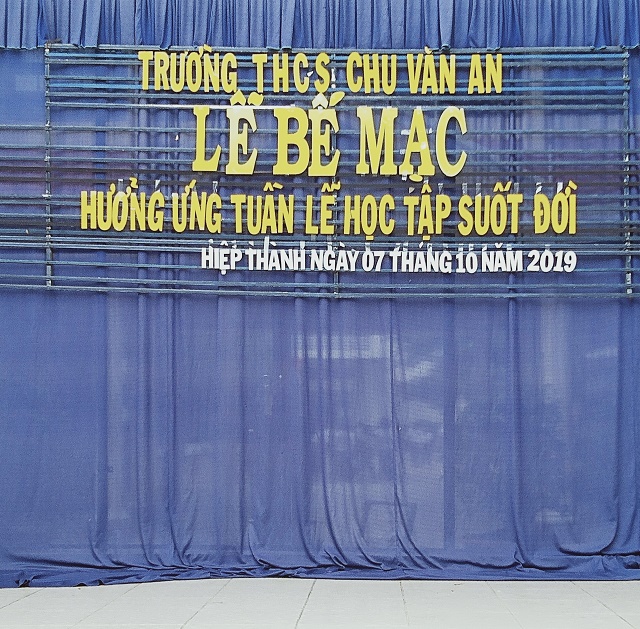 TRƯỜNG T.H.C.S. CHU VĂN AN
LỄ BẾ MẠC
HƯỞNG ỨNG TUẦN LỄ HỌC TẬP SUỐT ĐỜI
HIỆP THÀNH NGÀY 07 THÁNG 10 NĂM 2019